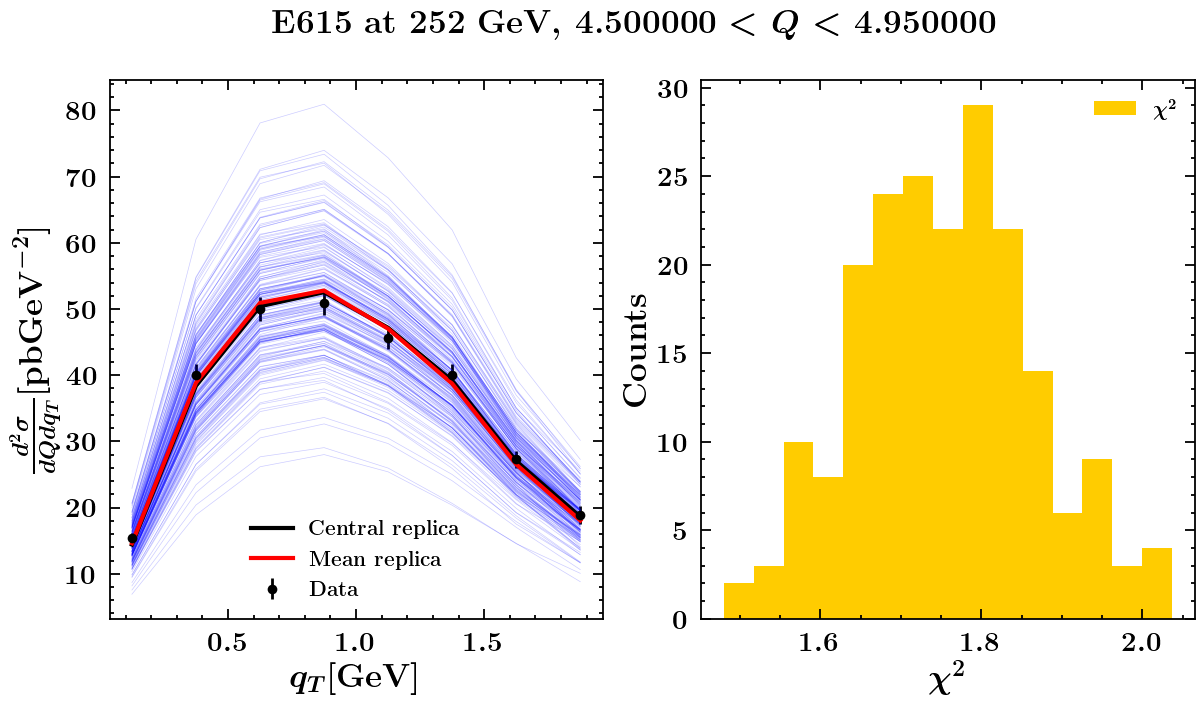 E615 at 252 GeV, 4.500000 < Q < 4.950000
d²σ/dQdq_T [pbGeV⁻²]
80
70
60
50
40
30
20
10
Central replica
Mean replica
Data
0.5 1.0 1.5
q_T[GeV]
Counts
30
25
20
15
10
5
0
χ²
1.6 1.8 2.0
χ²